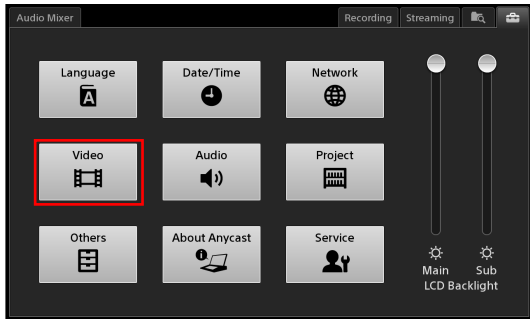 Audio Mixer Recording Streaming
Language Date/Time Network
A
Video Audio Project
Others About Anycast Service
Main Sub
LCD Backlight